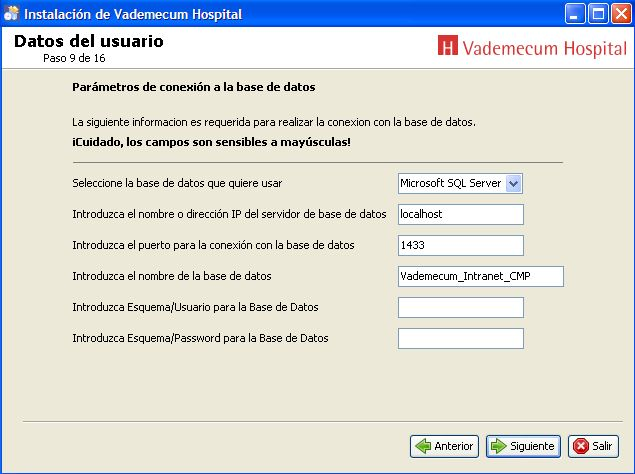 Instalación de Vademecum Hospital
Datos del usuario
Paso 9 de 16
H Vademecum Hospital
Parámetros de conexión a la base de datos
La siguiente informacion es requerida para realizar la conexion con la base de datos.
¡Cuidado, los campos son sensibles a mayúsculas!
Seleccione la base de datos que quiere usar Microsoft SQL Server
Introduzca el nombre o dirección IP del servidor de base de datos localhost
Introduzca el puerto para la conexión con la base de datos 1433
Introduzca el nombre de la base de datos Vademecum_Intranet_CMP
Introduzca Esquema/Usuario para la Base de Datos
Introduzca Esquema/Password para la Base de Datos
Anterior Siguiente Salir